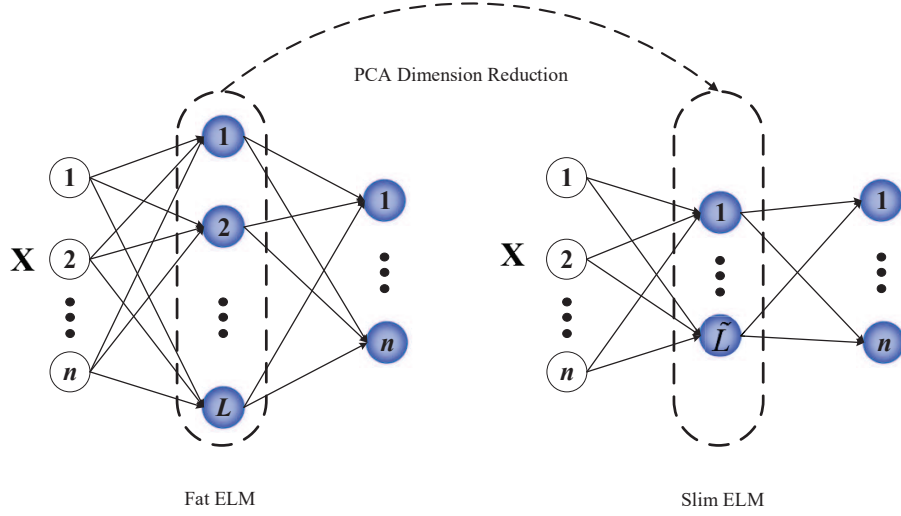 PCA Dimension Reduction
1
1
1
1
1
1
2
2
2
X
X
L̃
n
n
n
n
L
Fat ELM
Slim ELM